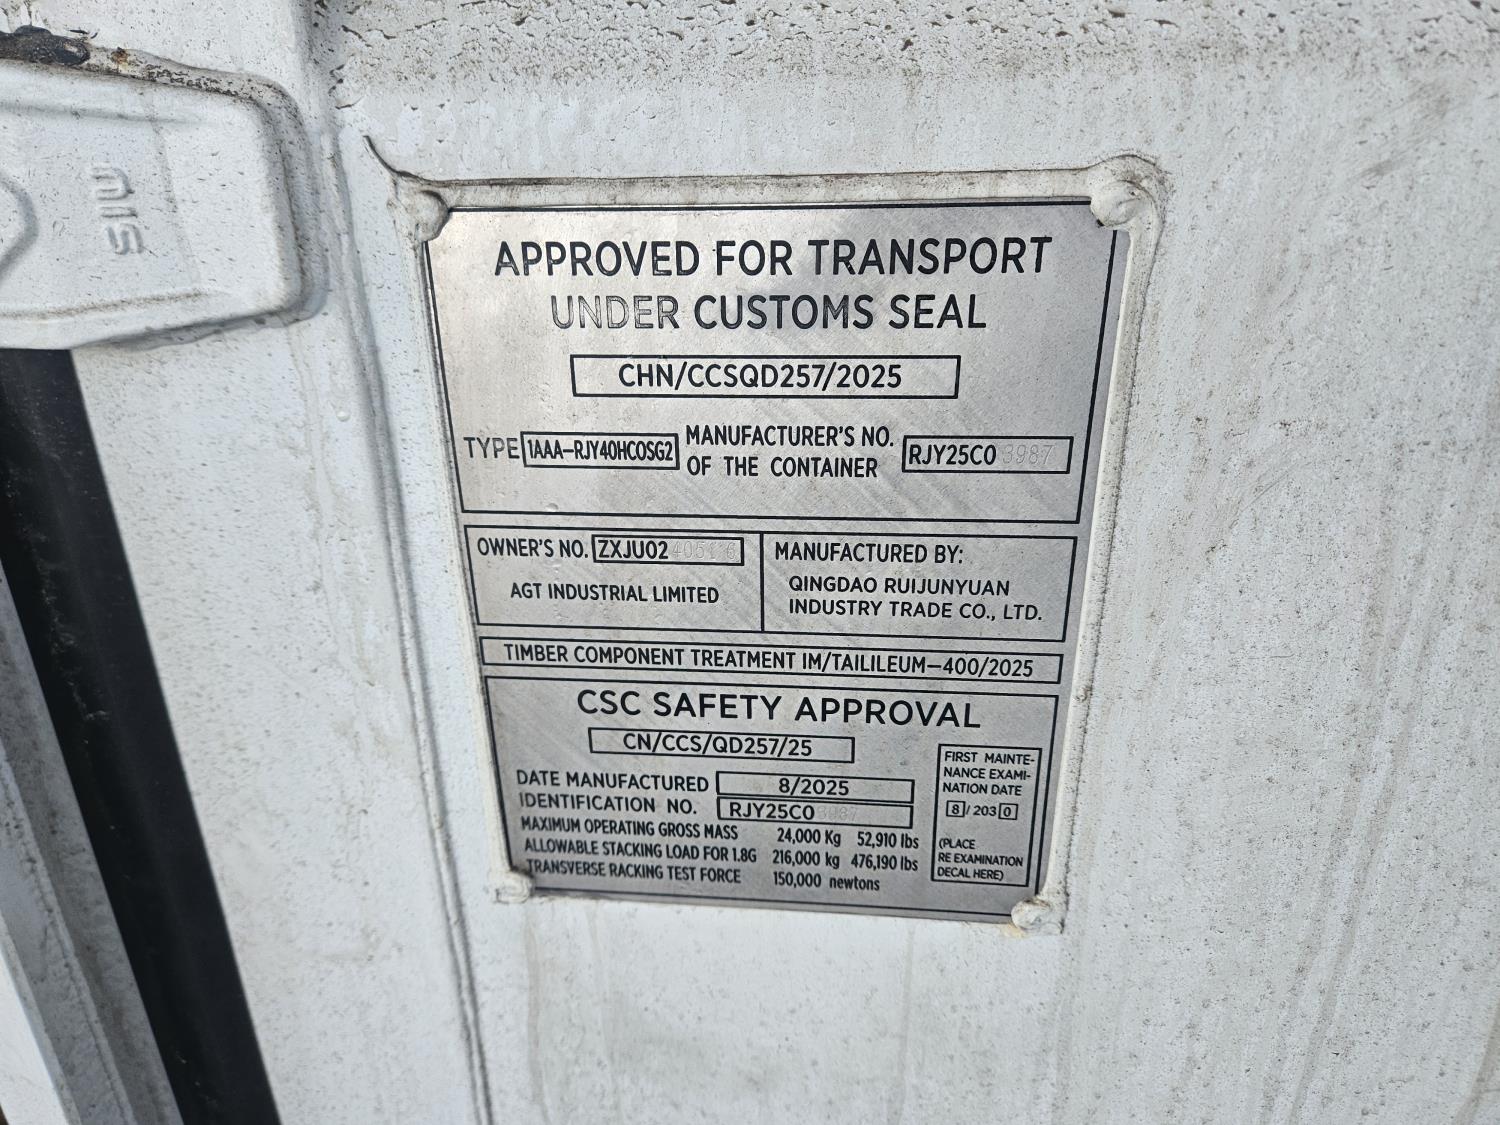 SIM
APPROVED FOR TRANSPORT
UNDER CUSTOMS SEAL
CHN/CCSQD257/2025
TYPE 1AAA-RJY40HCOSG2 MANUFACTURER'S NO. OF THE CONTAINER RJY25C0 3987
OWNER'S NO.
AGT INDUSTRIAL LIMITED
MANUFACTURED BY:
QINGDAO RUIJUNYUAN
INDUSTRY TRADE CO., LTD.
TIMBER COMPONENT TREATMENT IM/TAILILEUM-400/2025
CSC SAFETY APPROVAL
CN/CCS/QD257/25
DATE MANUFACTURED 8/2025
IDENTIFICATION NO. RJY25C0 3987
MAXIMUM OPERATING GROSS MASS 24,000 Kg 52,910 lbs
ALLOWABLE STACKING LOAD FOR 1.8G 216,000 kg 476,190 lbs
TRANSVERSE RACKING TEST FORCE 150,000 newtons
FIRST MAINTE-
NANCE EXAMI-
NATION DATE
8/2030
(PLACE
RE EXAMINATION
DECAL HERE)